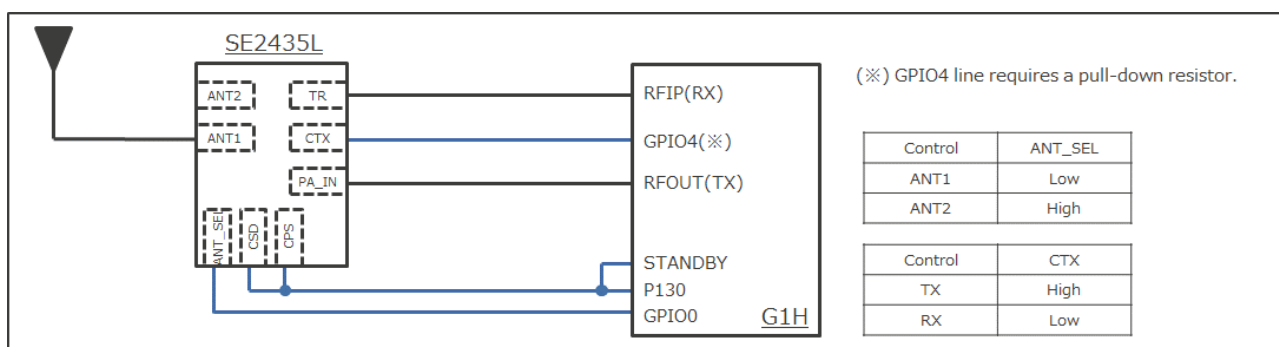 SE2435L
ANT2
TR
ANT1
CTX
PA_IN
ANT_SEL
CSD
CPS
RFIP(RX)
GPIO4(※)
RFOUT(TX)
STANDBY
P130
GPIO0
G1H
(※) GPIO4 line requires a pull-down resistor.
Control ANT_SEL
ANT1 Low
ANT2 High
Control CTX
TX High
RX Low